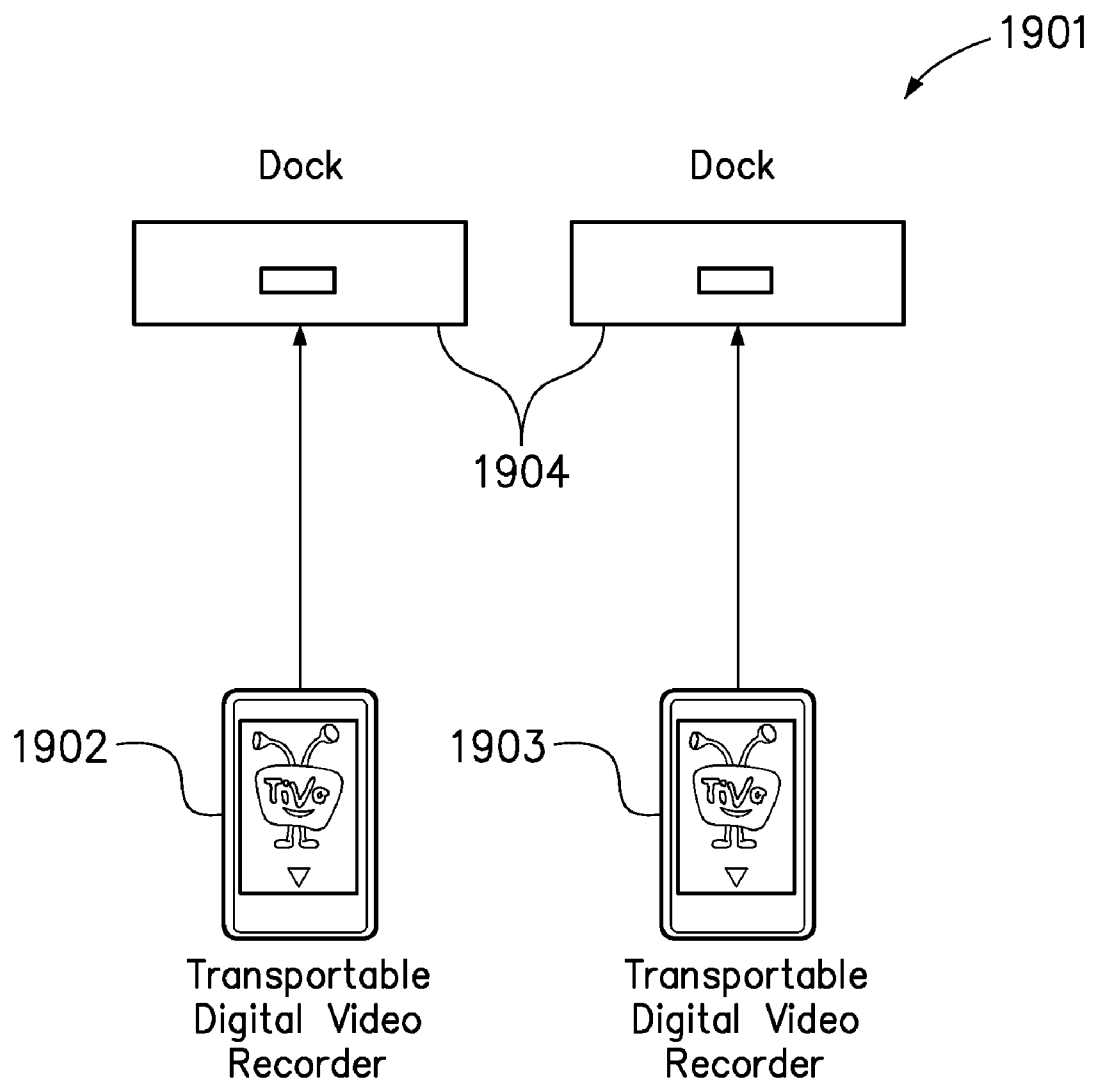 1901
Dock Dock
1904
1902 1903
TiVo TiVo
Transportable Transportable
Digital Video Digital Video
Recorder Recorder